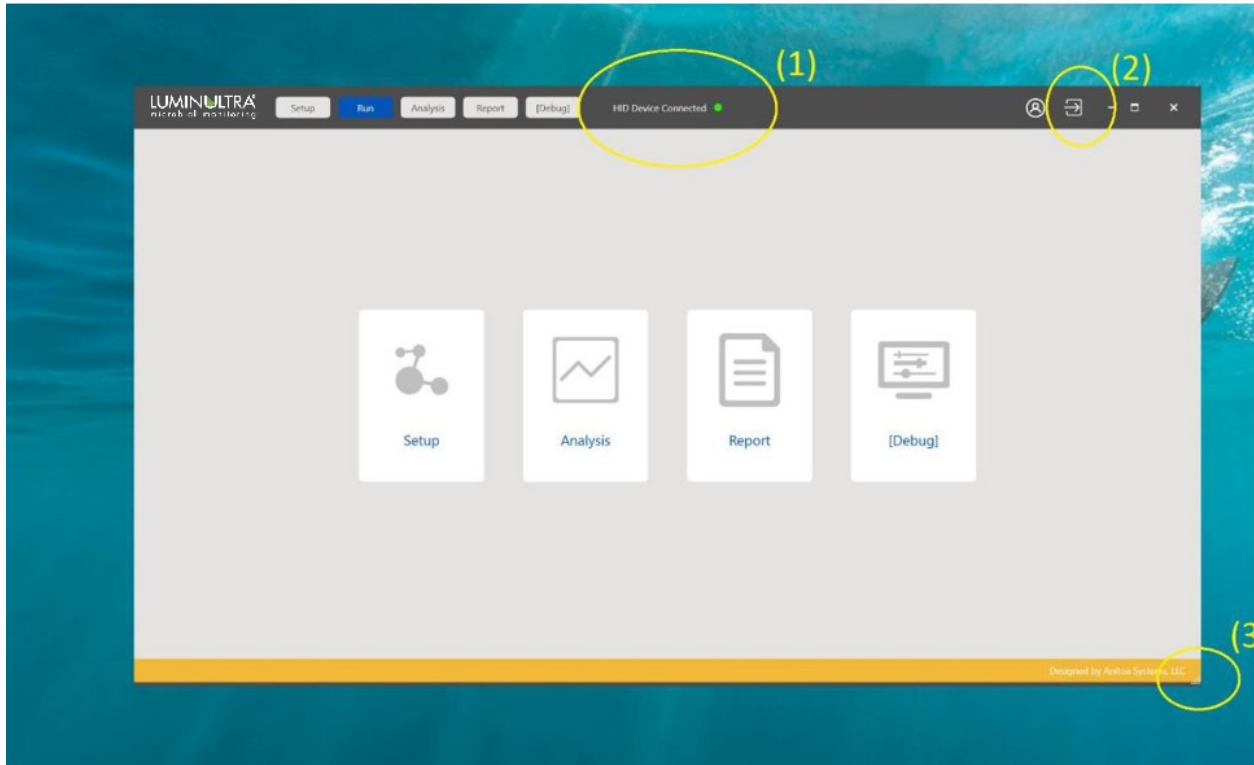 (1)
(2)
LUMINULTRA
microbial monitoring
Setup Run Analysis Report [Debug] HID Device Connected
Setup Analysis Report [Debug]
(3
Designed by Anitoa Systems, LLC